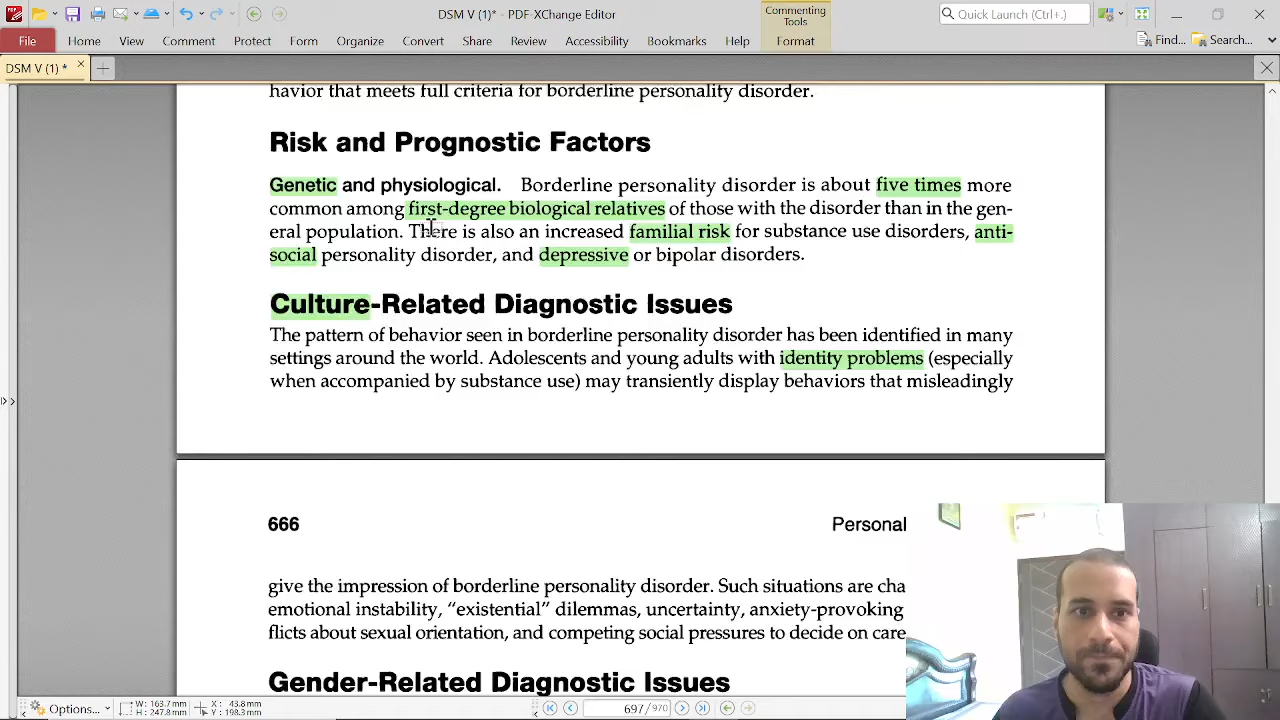 DSM V (1)* - PDF-XChange Editor
Commenting Tools
Quick Launch (Ctrl+.)
File Home View Comment Protect Form Organize Convert Share Review Accessibility Bookmarks Help Format
Find... Search...
DSM V (1) *
havior that meets full criteria for borderline personality disorder.
Risk and Prognostic Factors
Genetic and physiological. Borderline personality disorder is about five times more
common among first-degree biological relatives of those with the disorder than in the gen-
eral population. There is also an increased familial risk for substance use disorders, anti-
social personality disorder, and depressive or bipolar disorders.
Culture-Related Diagnostic Issues
The pattern of behavior seen in borderline personality disorder has been identified in many
settings around the world. Adolescents and young adults with identity problems (especially
when accompanied by substance use) may transiently display behaviors that misleadingly
666 Personal
give the impression of borderline personality disorder. Such situations are cha
emotional instability, “existential” dilemmas, uncertainty, anxiety-provoking
flicts about sexual orientation, and competing social pressures to decide on care
Gender-Related Diagnostic Issues
Options...
W: 163.7mm
H: 247.8mm
X: 43.8mm
Y: 198.3mm
697/970